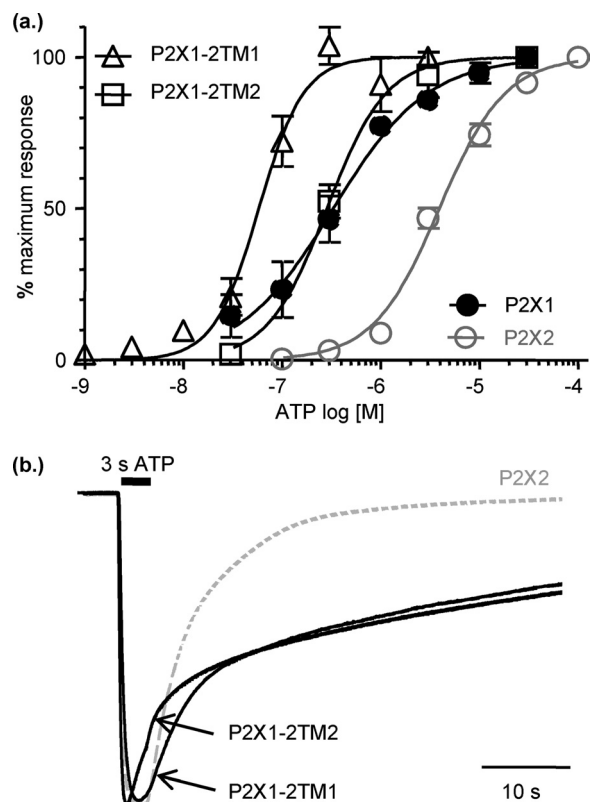 (a.)
P2X1-2TM1
P2X1-2TM2
% maximum response
100
50
0
P2X1
P2X2
-9 -8 -7 -6 -5 -4
ATP log [M]
(b.)
3 s ATP
P2X2
P2X1-2TM2
P2X1-2TM1
10 s